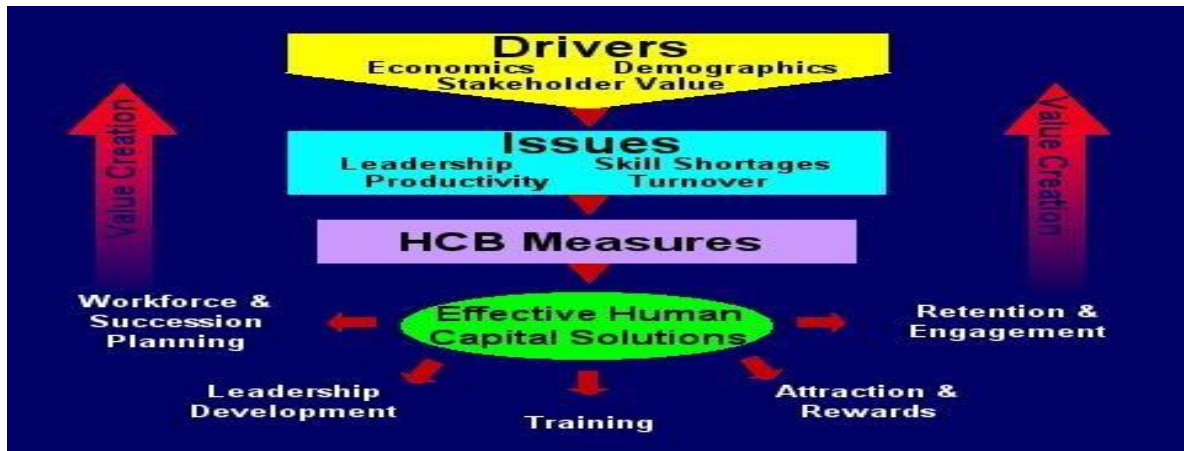 Drivers
Economics Demographics
Stakeholder Value
Issues
Leadership Skill Shortages
Productivity Turnover
HCB Measures
Value Creation
Value Creation
Effective Human
Capital Solutions
Workforce &
Succession
Planning
Retention &
Engagement
Leadership
Development
Training
Attraction &
Rewards